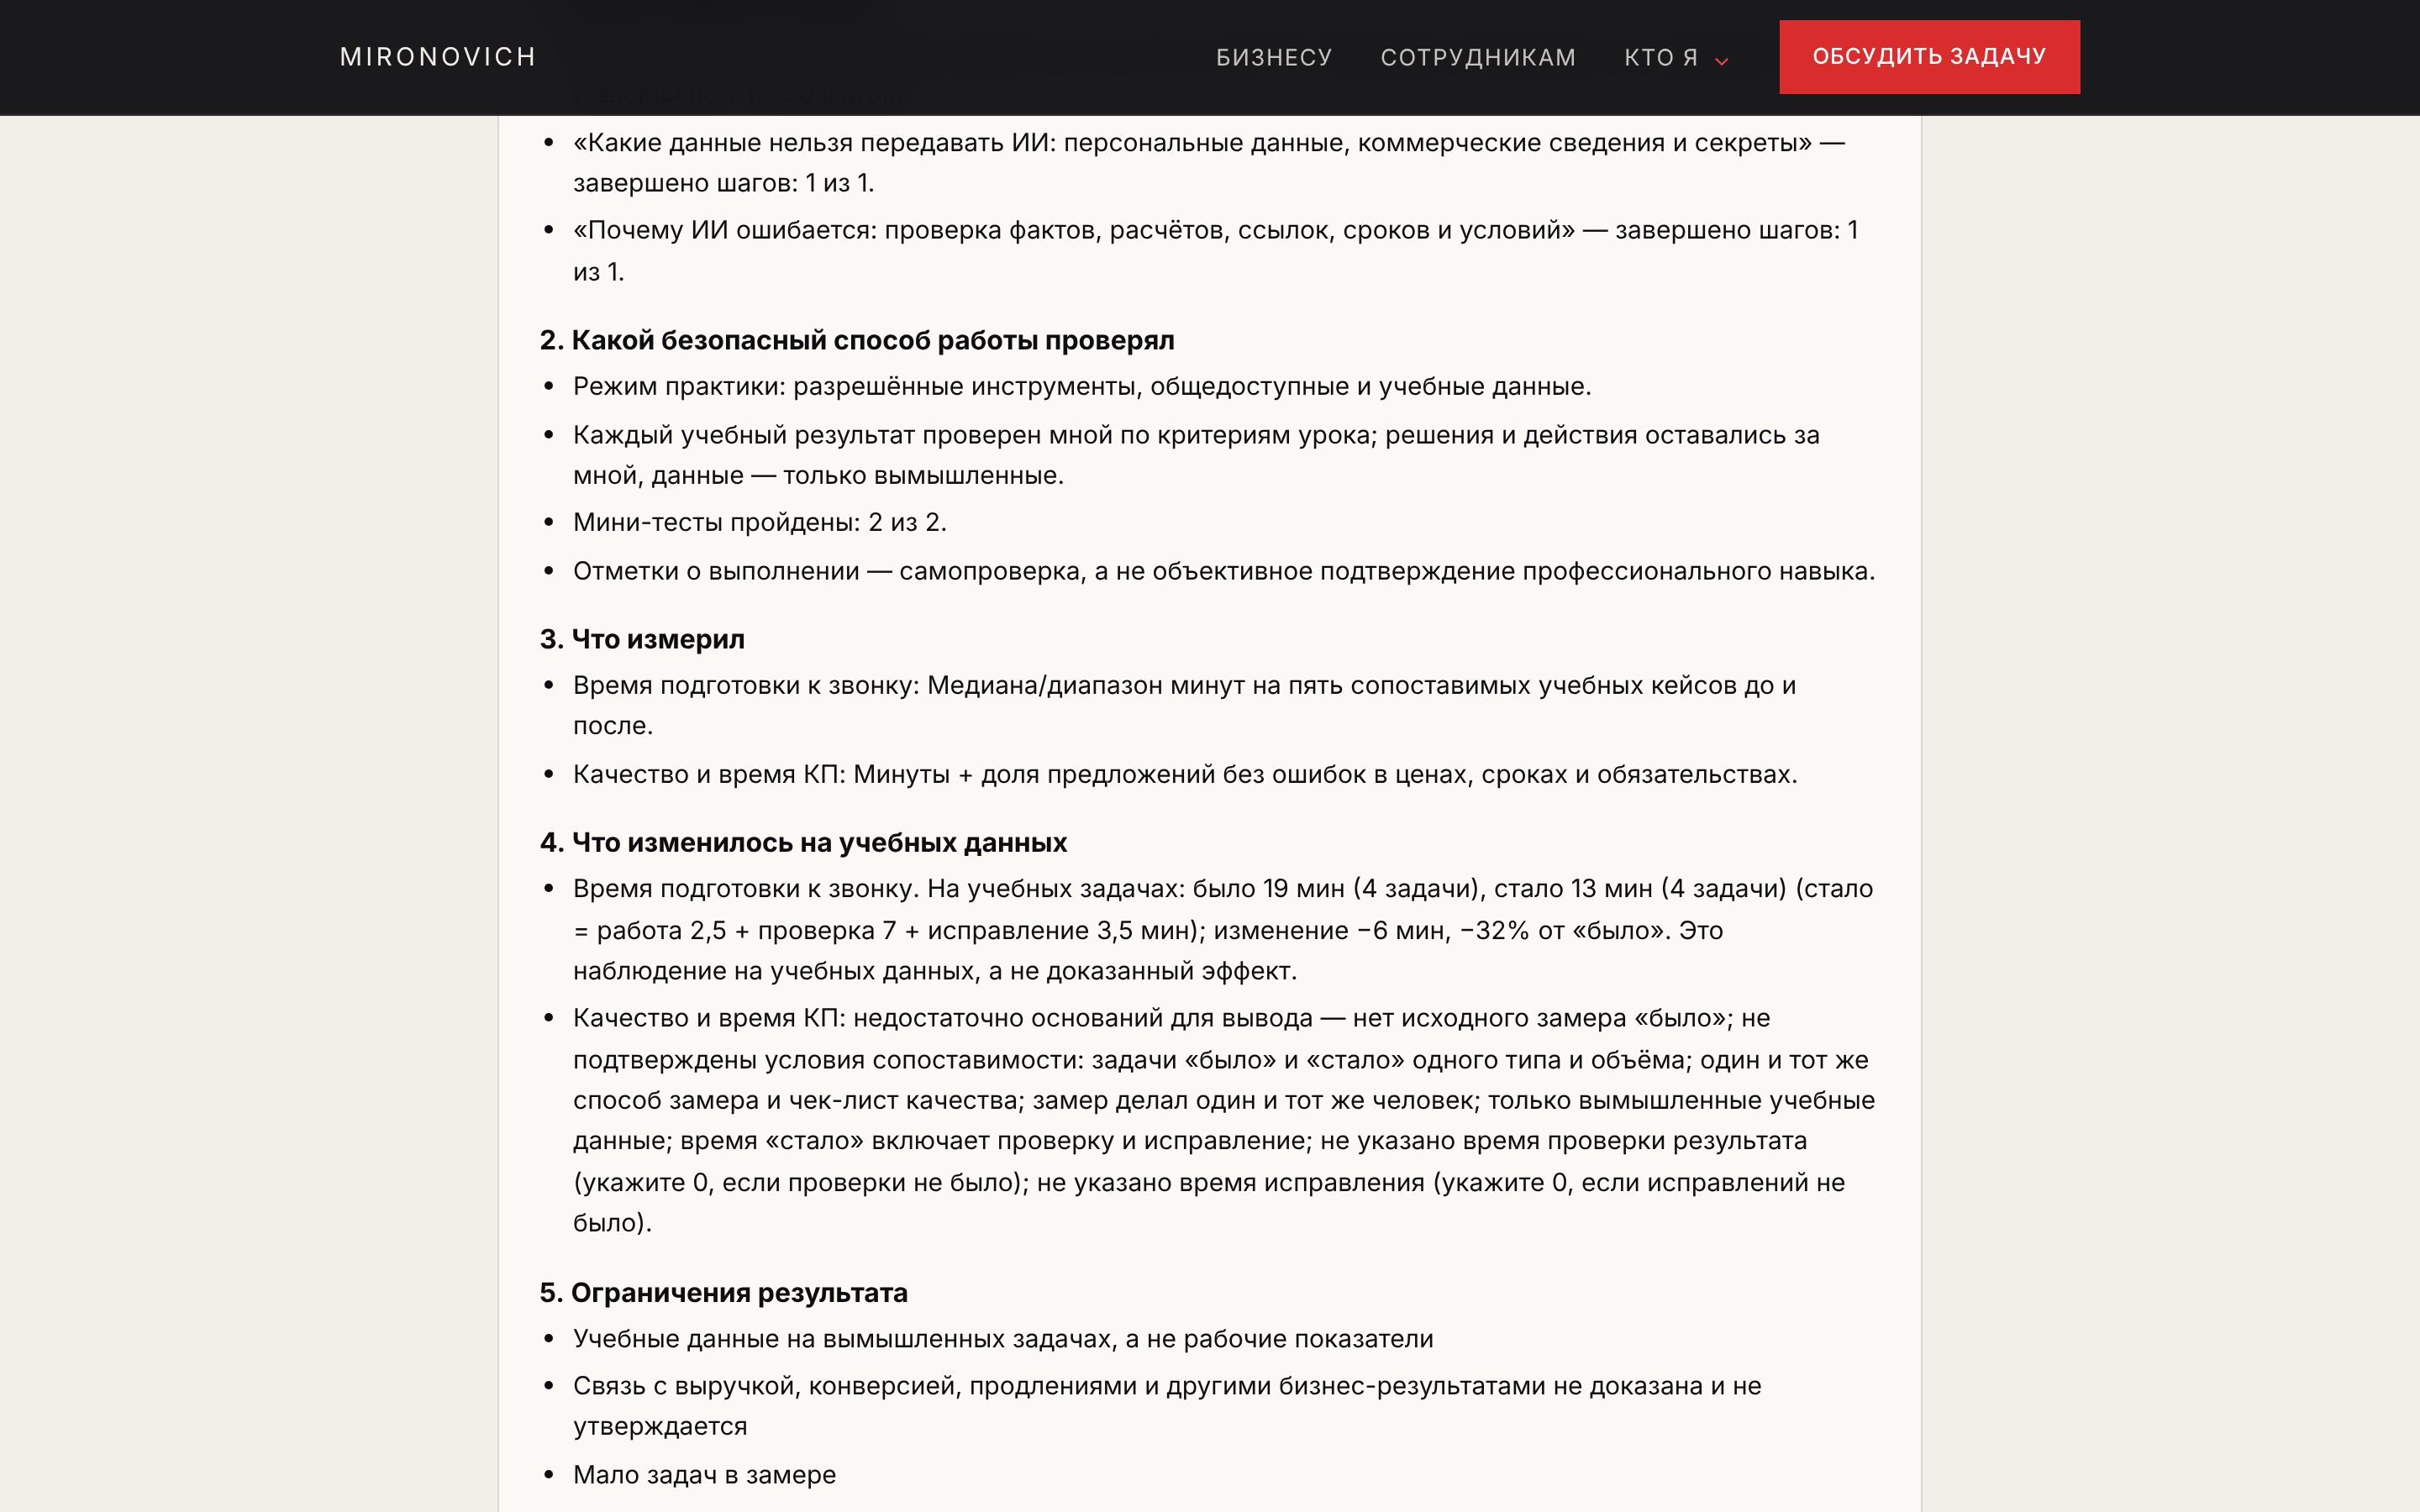 MIRONOVICH
БИЗНЕСУ
СОТРУДНИКАМ
КТО Я
ОБСУДИТЬ ЗАДАЧУ
• «Какие данные нельзя передавать ИИ: персональные данные, коммерческие сведения и секреты» —
завершено шагов: 1 из 1.
• «Почему ИИ ошибается: проверка фактов, расчётов, ссылок, сроков и условий» — завершено шагов: 1
из 1.
2. Какой безопасный способ работы проверял
• Режим практики: разрешённые инструменты, общедоступные и учебные данные.
• Каждый учебный результат проверен мной по критериям урока; решения и действия оставались за
мной, данные — только вымышленные.
• Мини-тесты пройдены: 2 из 2.
• Отметки о выполнении — самопроверка, а не объективное подтверждение профессионального навыка.
3. Что измерил
• Время подготовки к звонку: Медиана/диапазон минут на пять сопоставимых учебных кейсов до и
после.
• Качество и время КП: Минуты + доля предложений без ошибок в ценах, сроках и обязательствах.
4. Что изменилось на учебных данных
• Время подготовки к звонку. На учебных задачах: было 19 мин (4 задачи), стало 13 мин (4 задачи) (стало
= работа 2,5 + проверка 7 + исправление 3,5 мин); изменение −6 мин, −32% от «было». Это
наблюдение на учебных данных, а не доказанный эффект.
• Качество и время КП: недостаточно оснований для вывода — нет исходного замера «было»; не
подтверждены условия сопоставимости: задачи «было» и «стало» одного типа и объёма; один и тот же
способ замера и чек-лист качества; замер делал один и тот же человек; только вымышленные учебные
данные; время «стало» включает проверку и исправление; не указано время проверки результата
(укажите 0, если проверки не было); не указано время исправления (укажите 0, если исправлений не
было).
5. Ограничения результата
• Учебные данные на вымышленных задачах, а не рабочие показатели
• Связь с выручкой, конверсией, продлениями и другими бизнес-результатами не доказана и не
утверждается
• Мало задач в замере